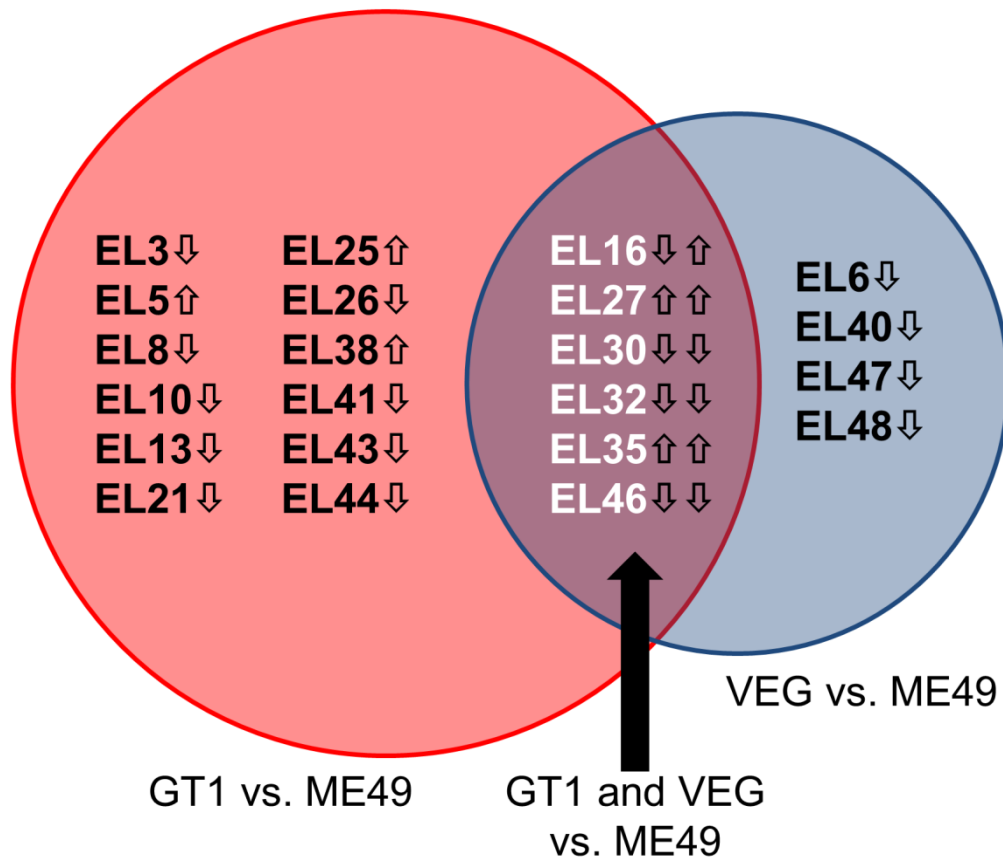 EL3⇩ EL25⇧
EL5⇧ EL26⇩
EL8⇩ EL38⇧
EL10⇩ EL41⇩
EL13⇩ EL43⇩
EL21⇩ EL44⇩
EL16⇩⇧
EL27⇧⇧
EL30⇩⇩
EL32⇩⇩
EL35⇧⇧
EL46⇩⇩
EL6⇩
EL40⇩
EL47⇩
EL48⇩
VEG vs. ME49
GT1 vs. ME49
GT1 and VEG
vs. ME49